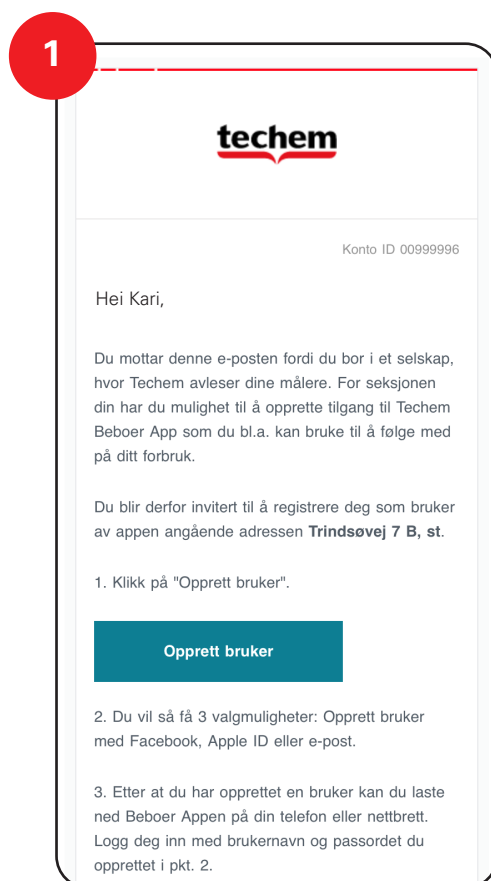 1
techem
Konto ID 00999996
Hei Kari,
Du mottar denne e-posten fordi du bor i et selskap,
hvor Techem avleser dine målere. For seksjonen
din har du mulighet til å opprette tilgang til Techem
Beboer App som du bl.a. kan bruke til å følge med
på ditt forbruk.
Du blir derfor invitert til å registrere deg som bruker
av appen angående adressen Trindsøvej 7 B, st.
1. Klikk på "Opprett bruker".
Opprett bruker
2. Du vil så få 3 valgmuligheter: Opprett bruker
med Facebook, Apple ID eller e-post.
3. Etter at du har opprettet en bruker kan du laste
ned Beboer Appen på din telefon eller nettbrett.
Logg deg inn med brukernavn og passordet du
opprettet i pkt. 2.